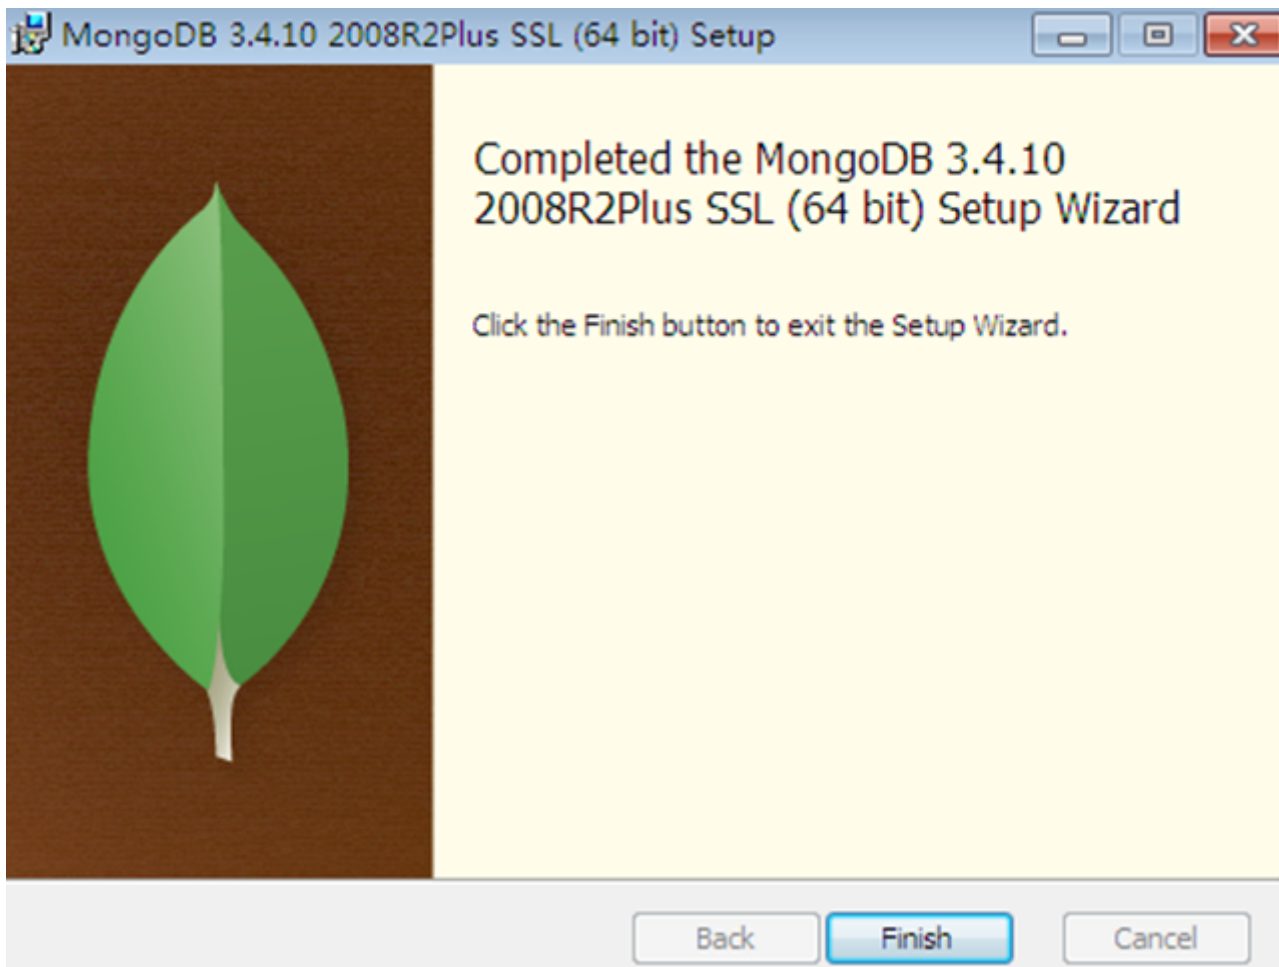 MongoDB 3.4.10 2008R2Plus SSL (64 bit) Setup
Completed the MongoDB 3.4.10
2008R2Plus SSL (64 bit) Setup Wizard
Click the Finish button to exit the Setup Wizard.
Back Finish Cancel